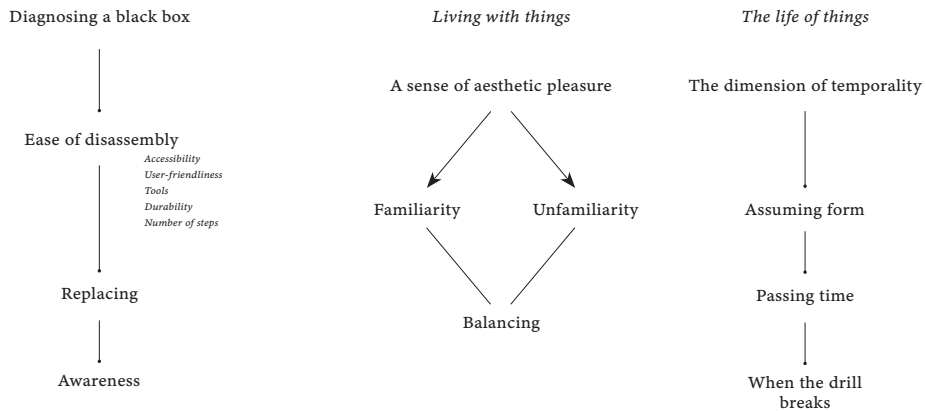 Diagnosing a black box
Ease of disassembly
Accessibility
User-friendliness
Tools
Durability
Number of steps
Replacing
Awareness
Living with things
A sense of aesthetic pleasure
Familiarity
Unfamiliarity
Balancing
The life of things
The dimension of temporality
Assuming form
Passing time
When the drill
breaks